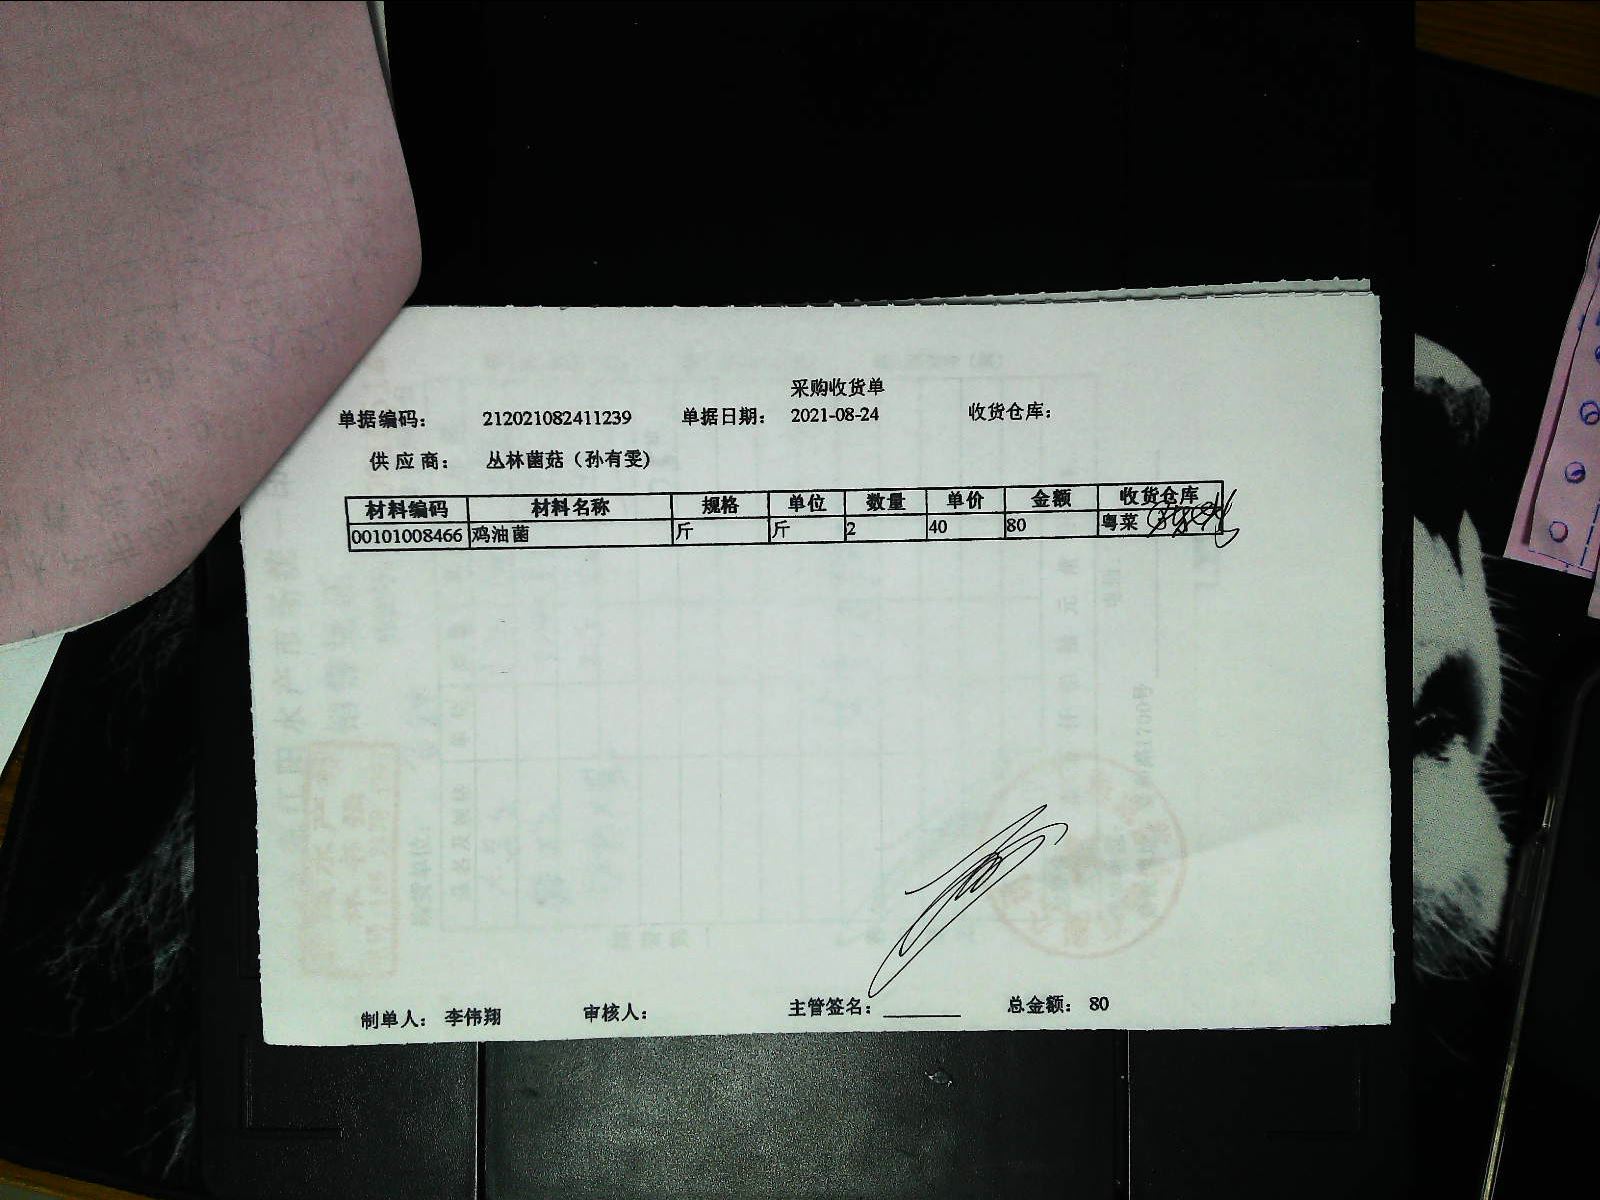 采购收货单
单据编码： 212021082411239 单据日期： 2021-08-24 收货仓库：
供应商： 丛林菌菇（孙有雯)
材料编码 材料名称 规格 单位 数量 单价 金额 收货仓库
00101008466 鸡油菌 斤 斤 2 40 80 粤菜
制单人： 李伟翔 审核人： 主管签名： 总金额： 80